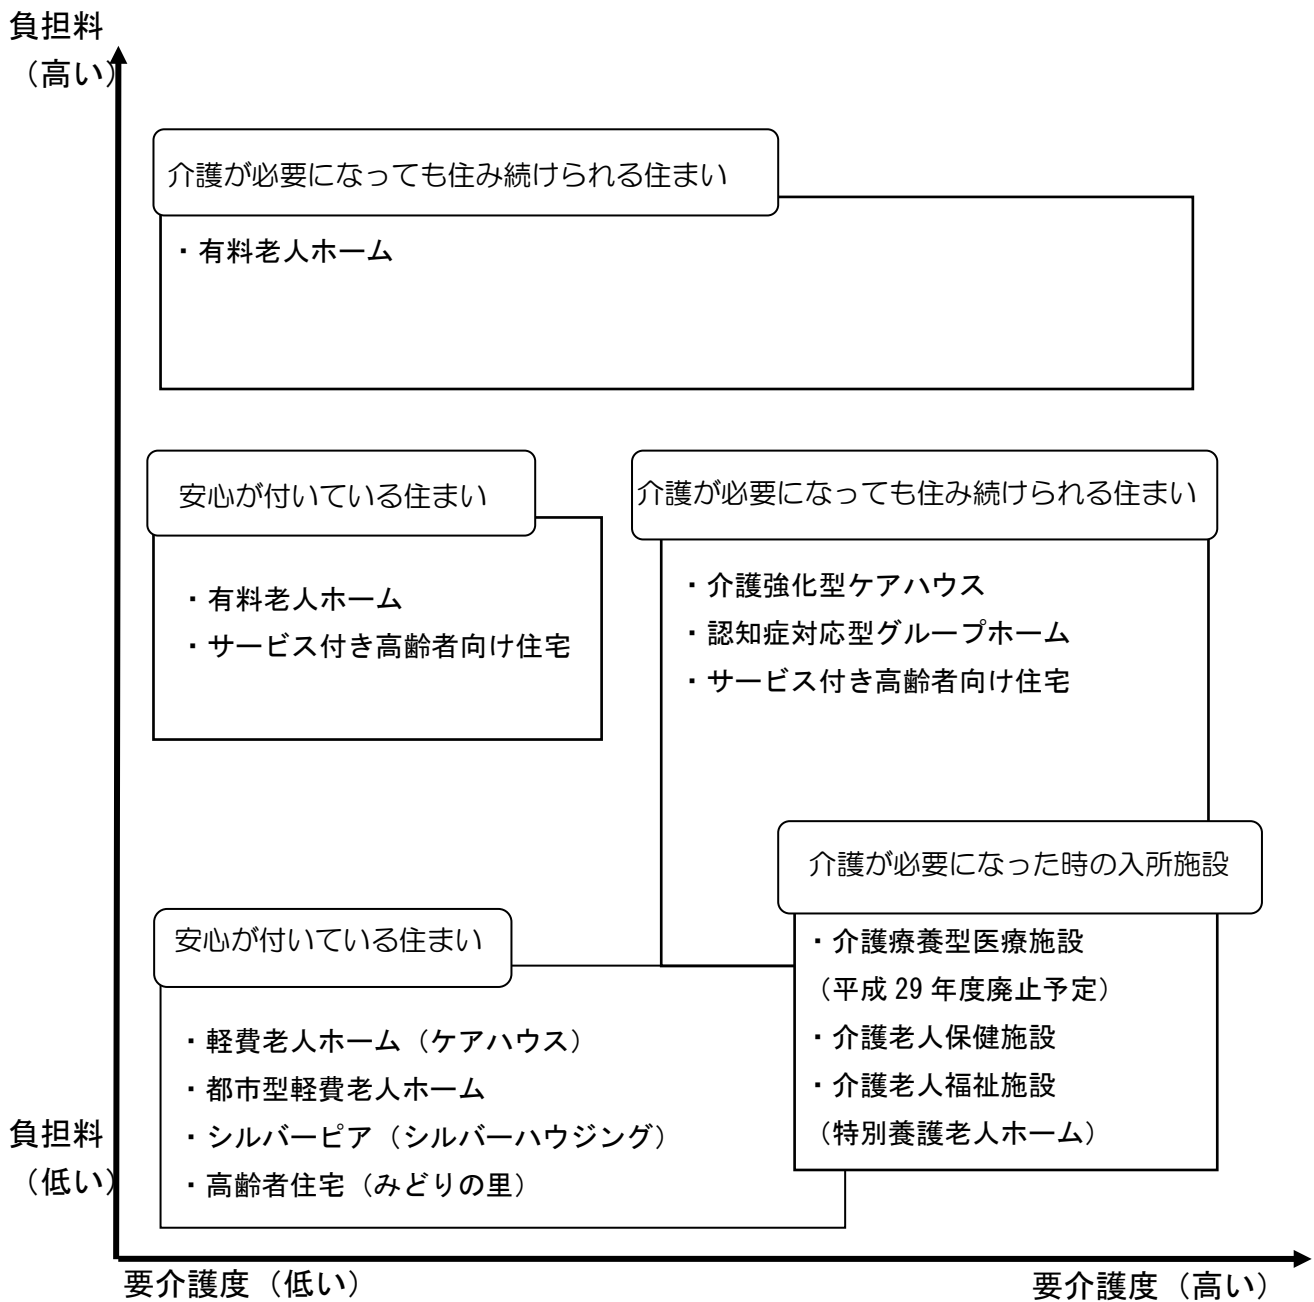 負担料
（高い）
介護が必要になっても住み続けられる住まい
・有料老人ホーム
安心が付いている住まい
・有料老人ホーム
・サービス付き高齢者向け住宅
介護が必要になっても住み続けられる住まい
・介護強化型ケアハウス
・認知症対応型グループホーム
・サービス付き高齢者向け住宅
介護が必要になった時の入所施設
・介護療養型医療施設
（平成 29 年度廃止予定）
・介護老人保健施設
・介護老人福祉施設
（特別養護老人ホーム）
安心が付いている住まい
・軽費老人ホーム（ケアハウス）
・都市型軽費老人ホーム
・シルバーピア（シルバーハウジング）
・高齢者住宅（みどりの里）
負担料
（低い）
要介護度（低い）
要介護度（高い）